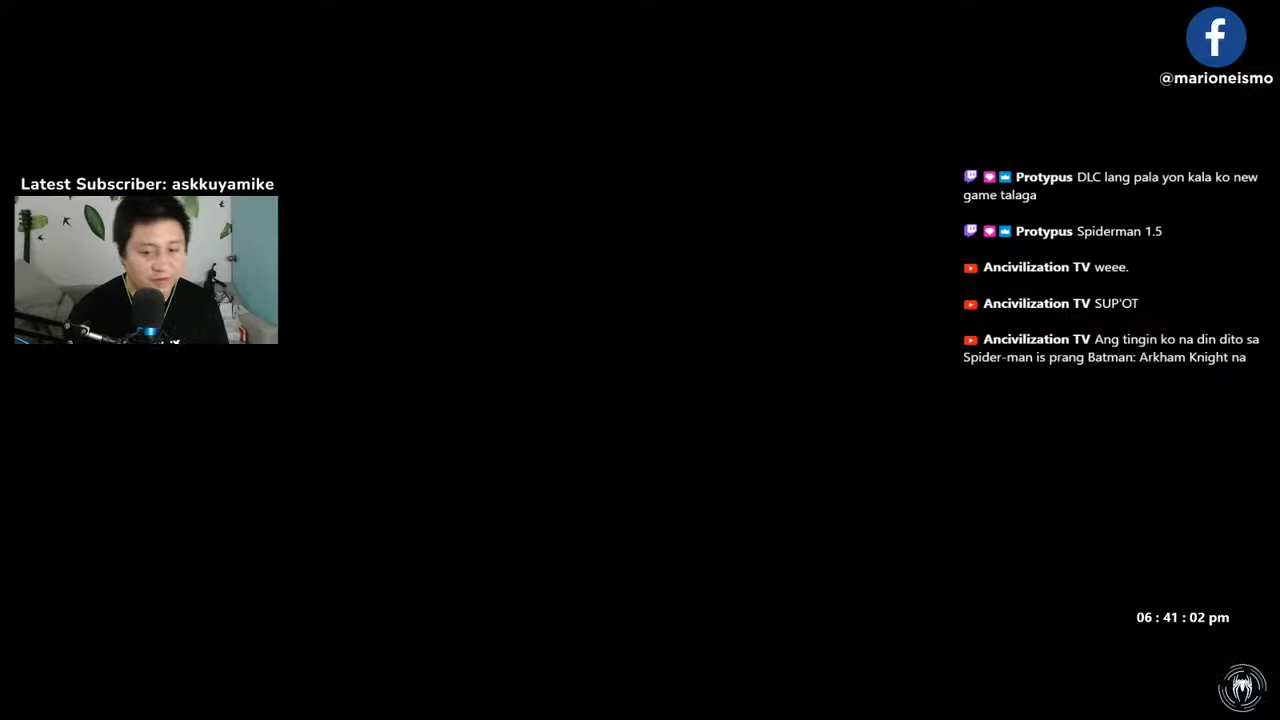 @marioneismo
Latest Subscriber: askkuyamike
Protypus DLC lang pala yon kala ko new
game talaga
Protypus Spiderman 1.5
Ancivilization TV weee.
Ancivilization TV SUP'OT
Ancivilization TV Ang tingin ko na din dito sa
Spider-man is prang Batman: Arkham Knight na
06 : 41 : 02 pm